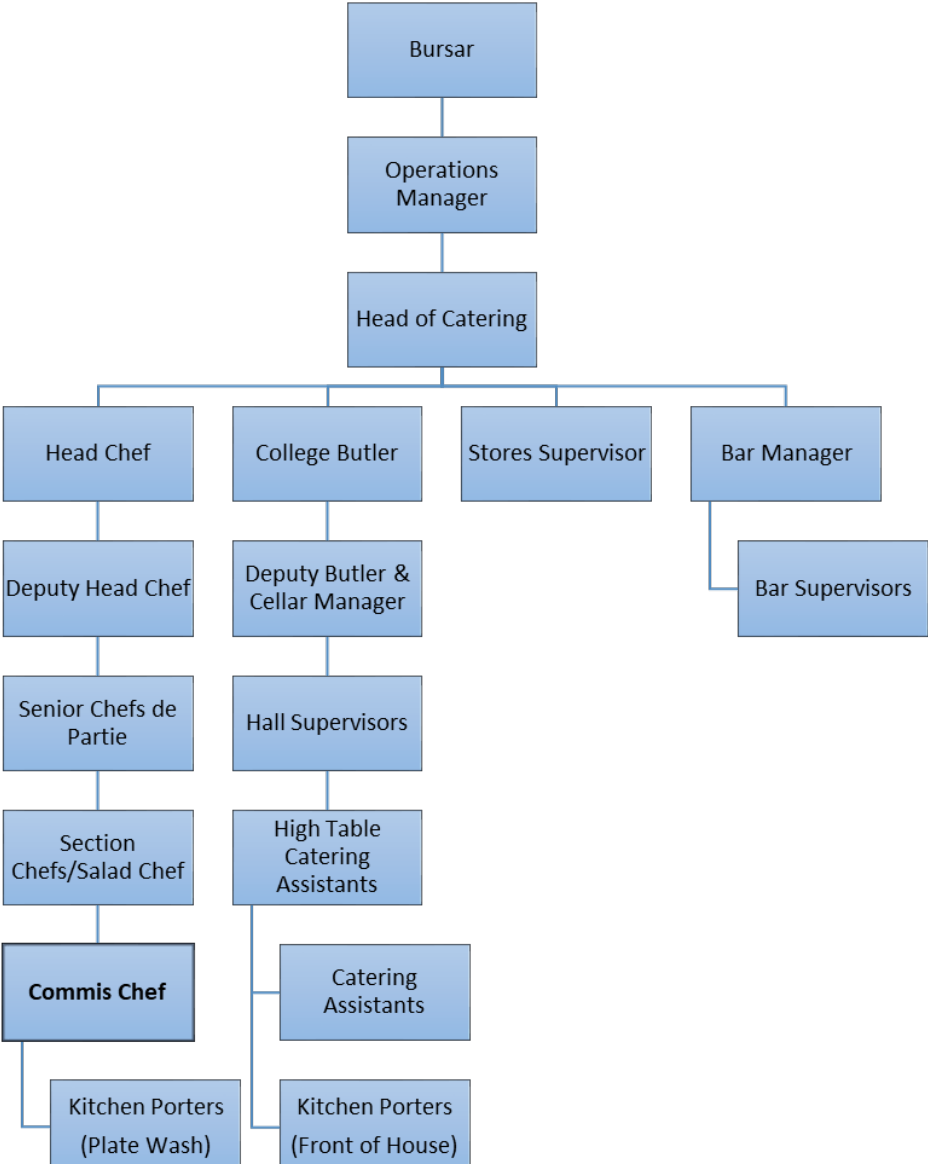 Bursar
Operations
Manager
Head of Catering
Head Chef
College Butler
Stores Supervisor
Bar Manager
Deputy Head Chef
Deputy Butler &
Cellar Manager
Bar Supervisors
Senior Chefs de
Partie
Hall Supervisors
Section
Chefs/Salad Chef
High Table
Catering
Assistants
Commis Chef
Catering
Assistants
Kitchen Porters
(Plate Wash)
Kitchen Porters
(Front of House)